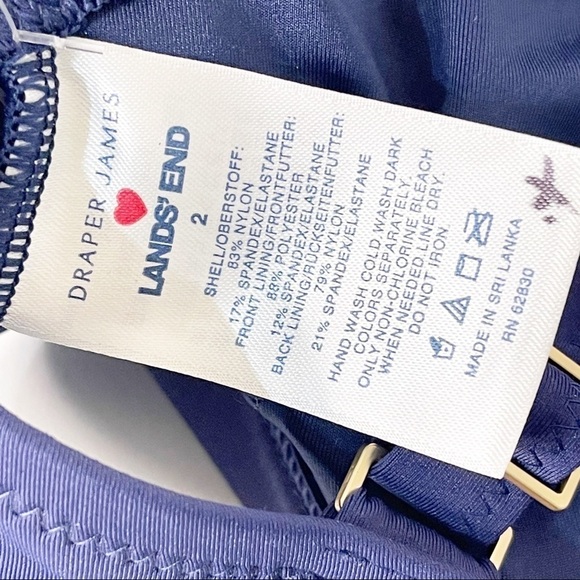 DRAPER JAMES
LANDS' END
2
SHELL/OBERSTOFF:
83% NYLON
17% SPANDEX/ELASTANE
FRONT LINING/FRONTFUTTER:
88% POLYESTER
12% SPANDEX/ELASTANE
BACK LINING/RÜCKSEITENFUTTER:
79% NYLON
21% SPANDEX/ELASTANE
HAND WASH COLD, WASH DARK
COLORS SEPARATELY
ONLY NON-CHLORINE BLEACH
WHEN NEEDED, LINE DRY.
DO NOT IRON
MADE IN SRI LANKA
RN 62830